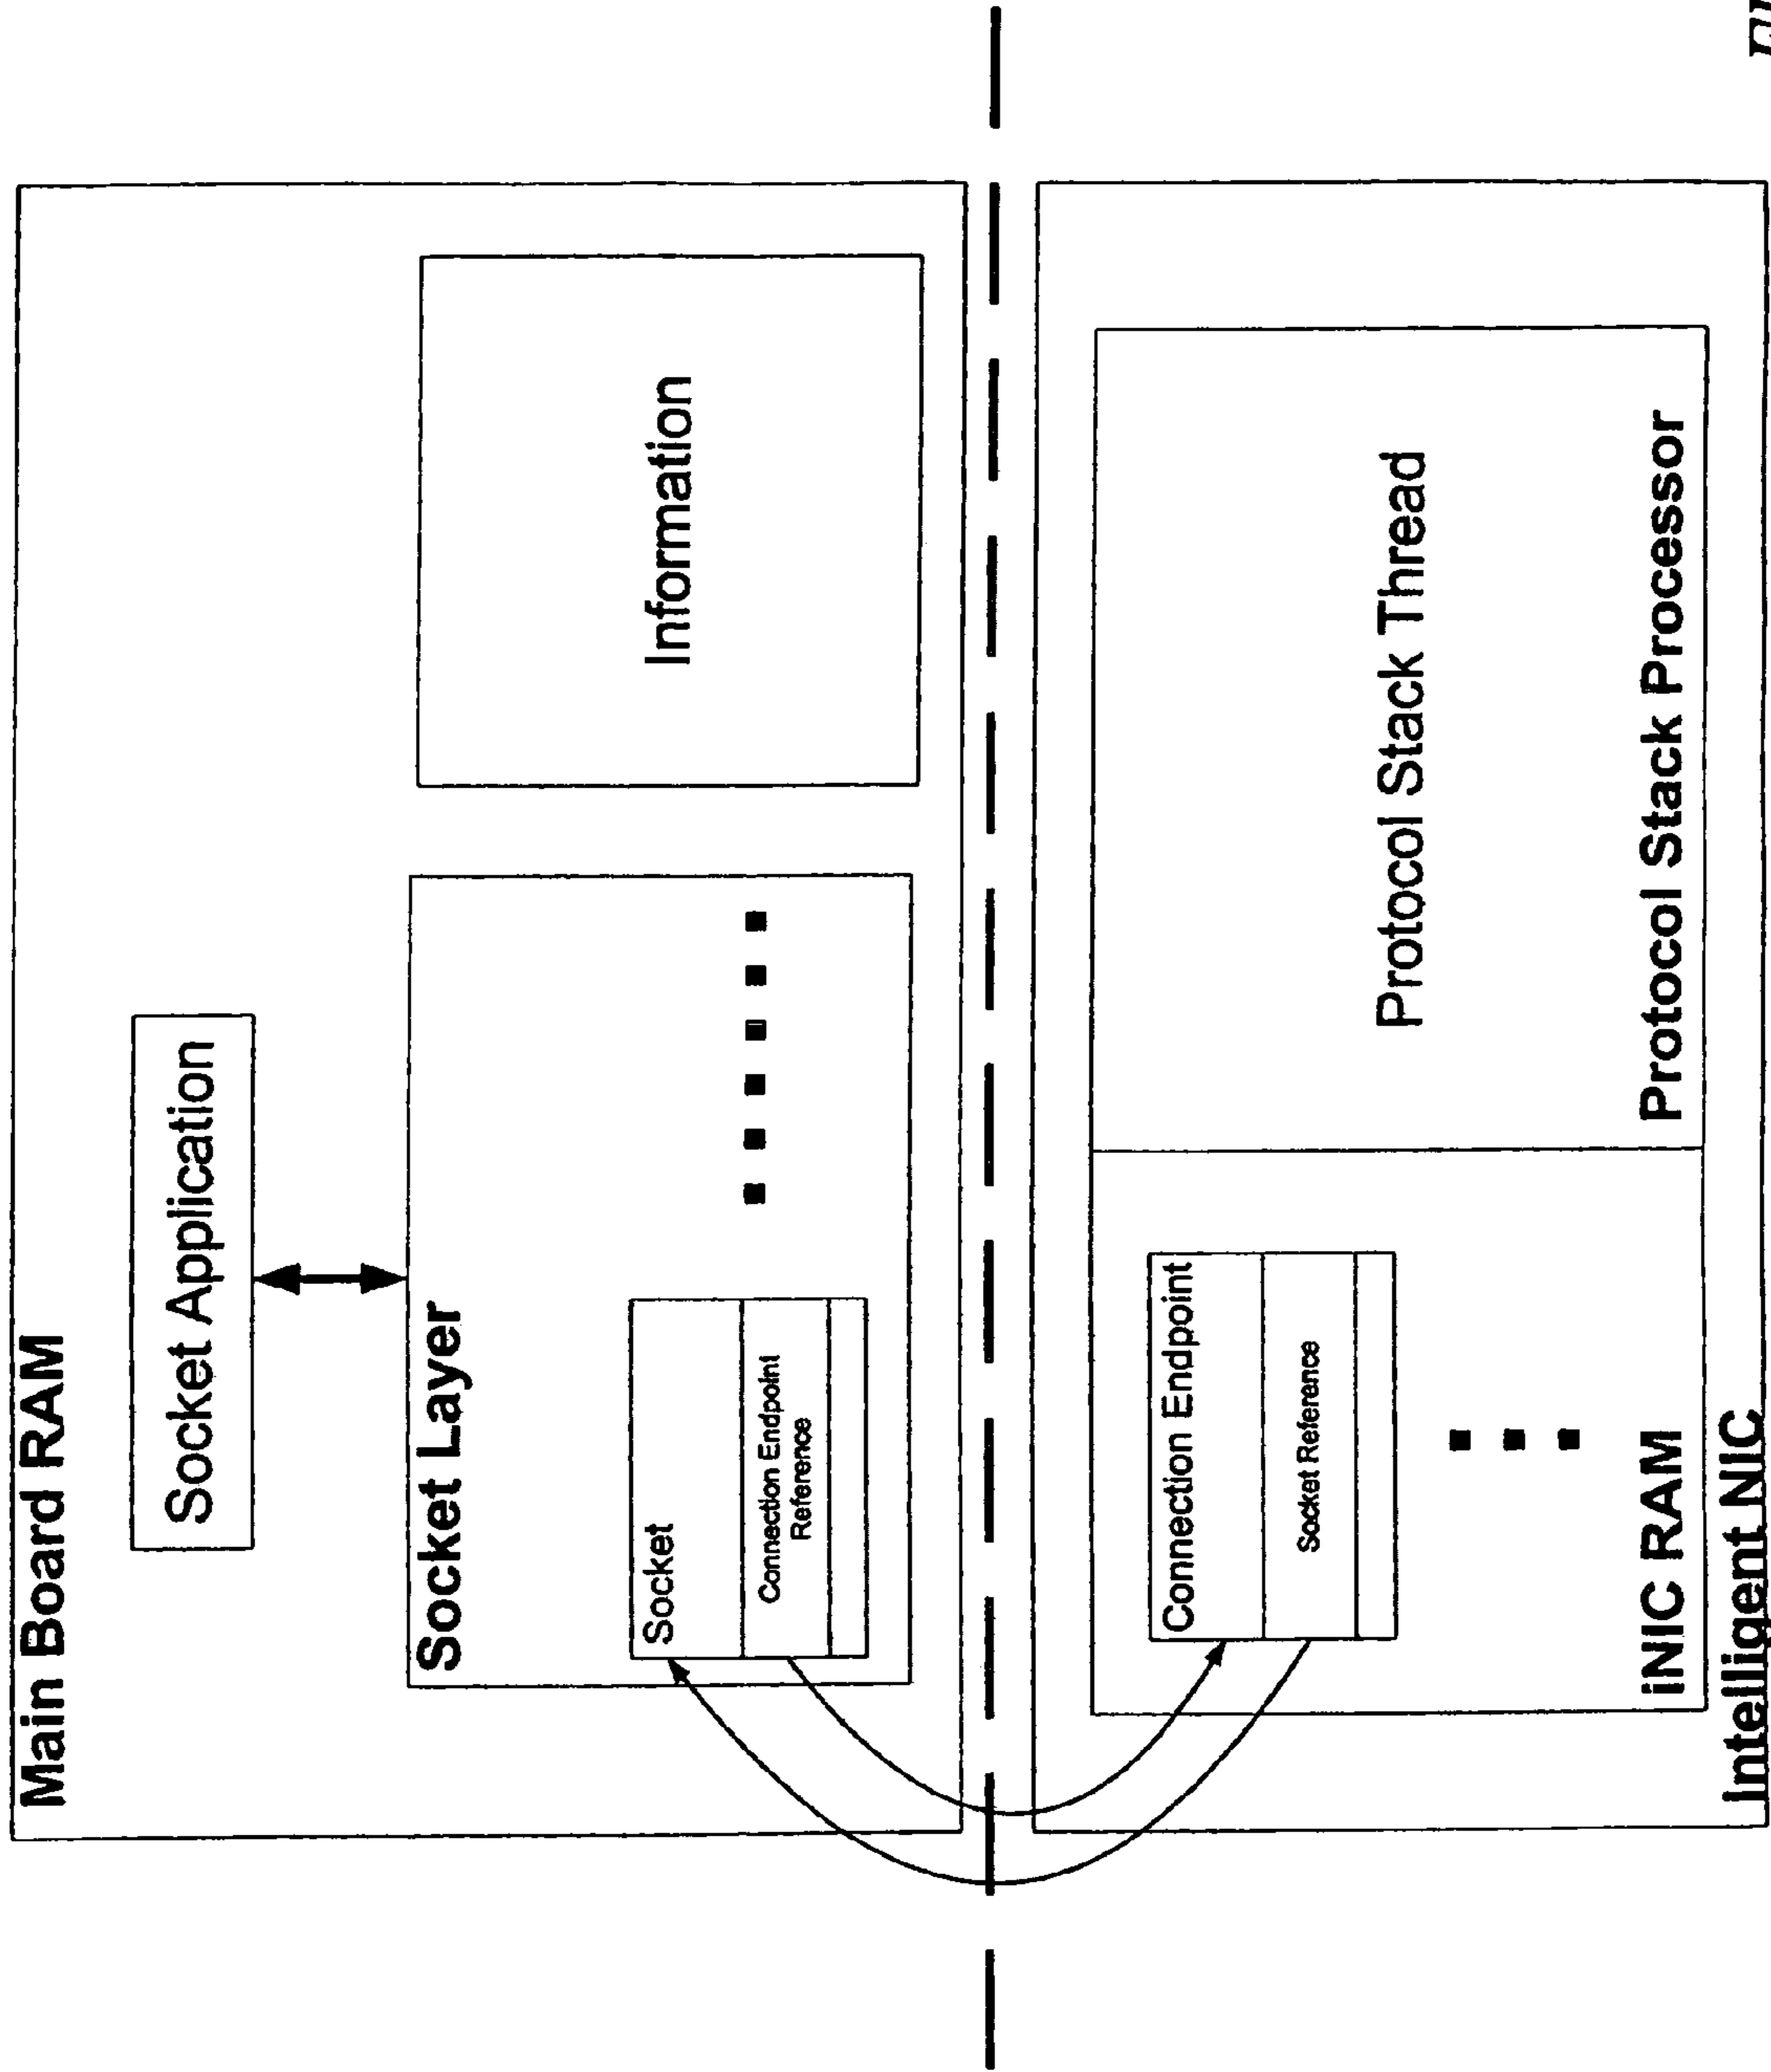 Main Board RAM
Socket Application
Socket Layer
Socket
Connection Endpoint
Reference
Information
Connection Endpoint
Socket Reference
iNIC RAM
Protocol Stack Thread
Protocol Stack Processor
Intelligent NIC